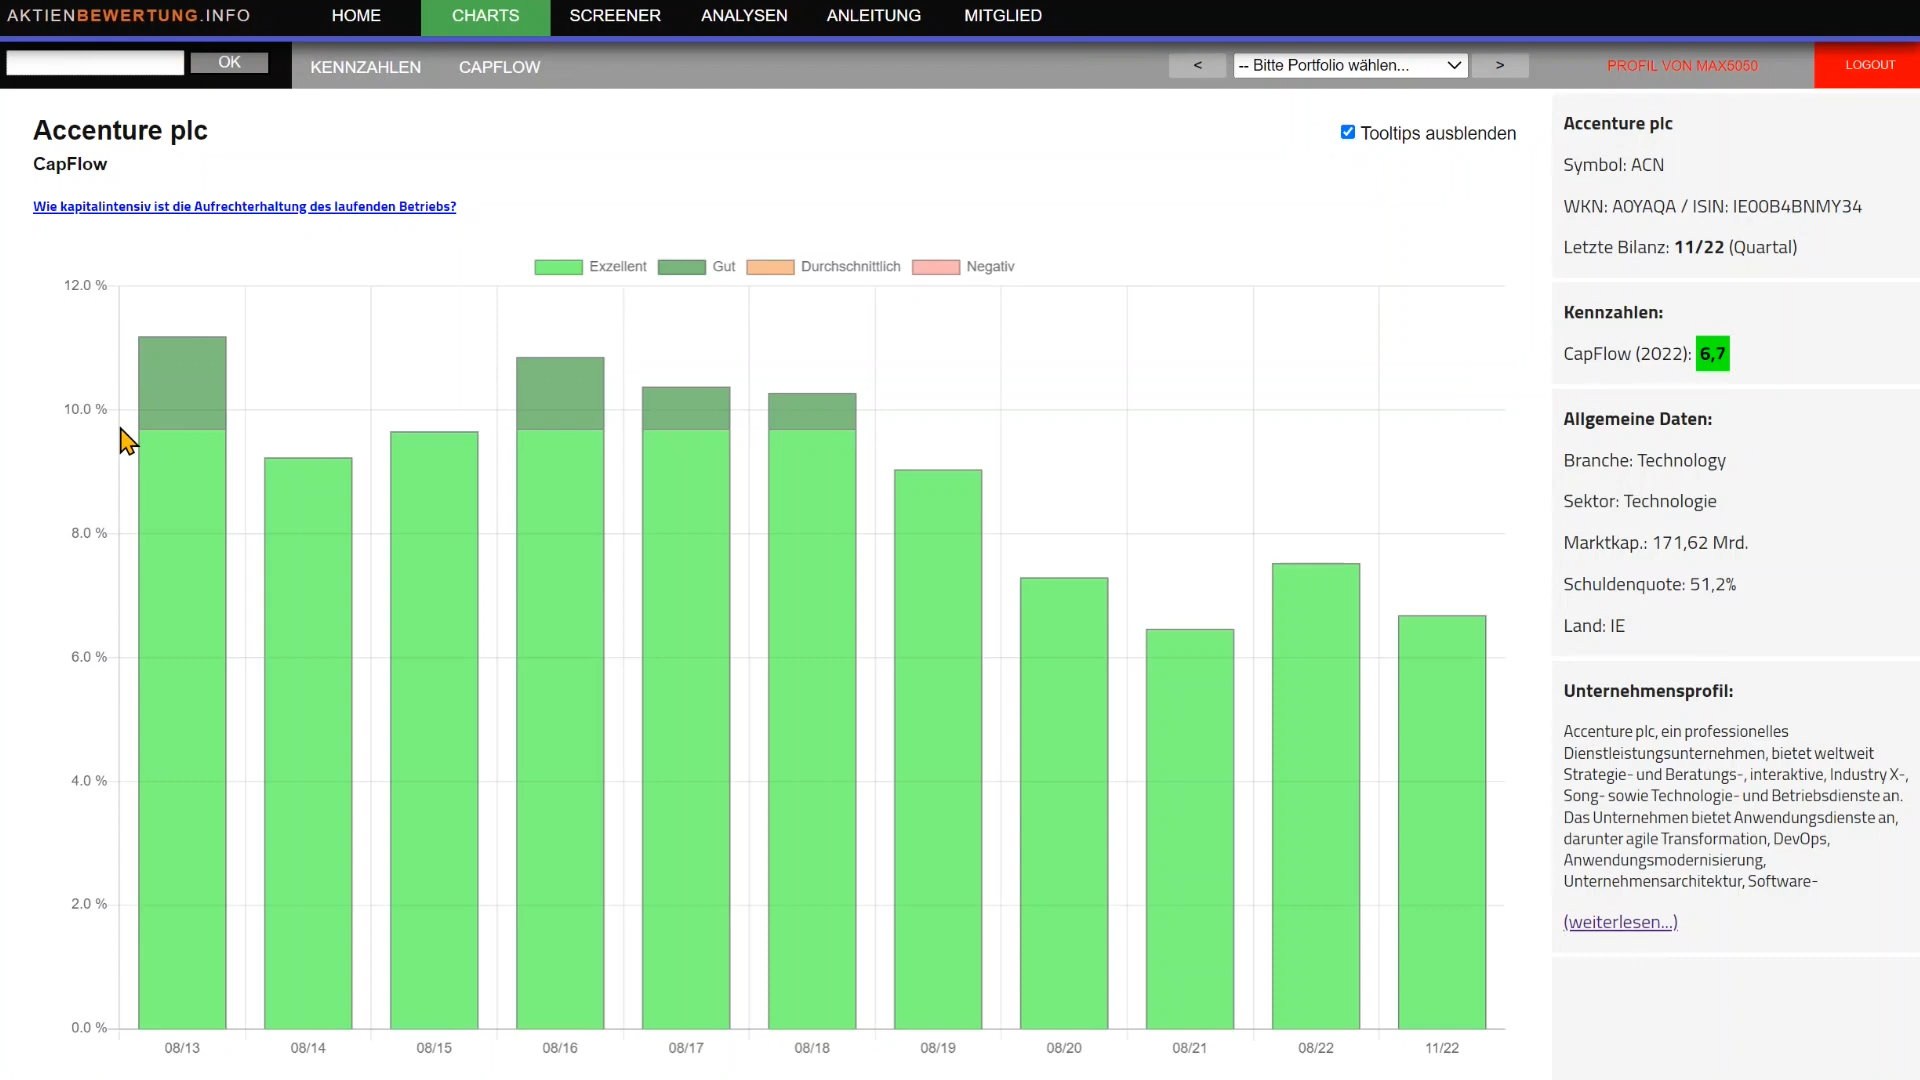 AKTIENBEWERTUNG.INFO HOME CHARTS SCREENER ANALYSEN ANLEITUNG MITGLIED
OK KENNZAHLEN CAPFLOW < -- Bitte Portfolio wählen... > PROFIL VON MAX5050 LOGOUT
Accenture plc
CapFlow
Tooltips ausblenden
Wie kapitalintensiv ist die Aufrechterhaltung des laufenden Betriebs?
Exzellent Gut Durchschnittlich Negativ
12.0 %
10.0 %
8.0 %
6.0 %
4.0 %
2.0 %
0.0 %
08/13 08/14 08/15 08/16 08/17 08/18 08/19 08/20 08/21 08/22 11/22
Accenture plc
Symbol: ACN
WKN: A0YAQA / ISIN: IE00B4BNMY34
Letzte Bilanz: 11/22 (Quartal)
Kennzahlen:
CapFlow (2022): 6,7
Allgemeine Daten:
Branche: Technology
Sektor: Technologie
Marktkap.: 171,62 Mrd.
Schuldenquote: 51,2%
Land: IE
Unternehmensprofil:
Accenture plc, ein professionelles
Dienstleistungsunternehmen, bietet weltweit
Strategie- und Beratungs-, interaktive, Industry X-,
Song- sowie Technologie- und Betriebsdienste an.
Das Unternehmen bietet Anwendungsdienste an,
darunter agile Transformation, DevOps,
Anwendungsmodernisierung,
Unternehmensarchitektur, Software-
(weiterlesen...)